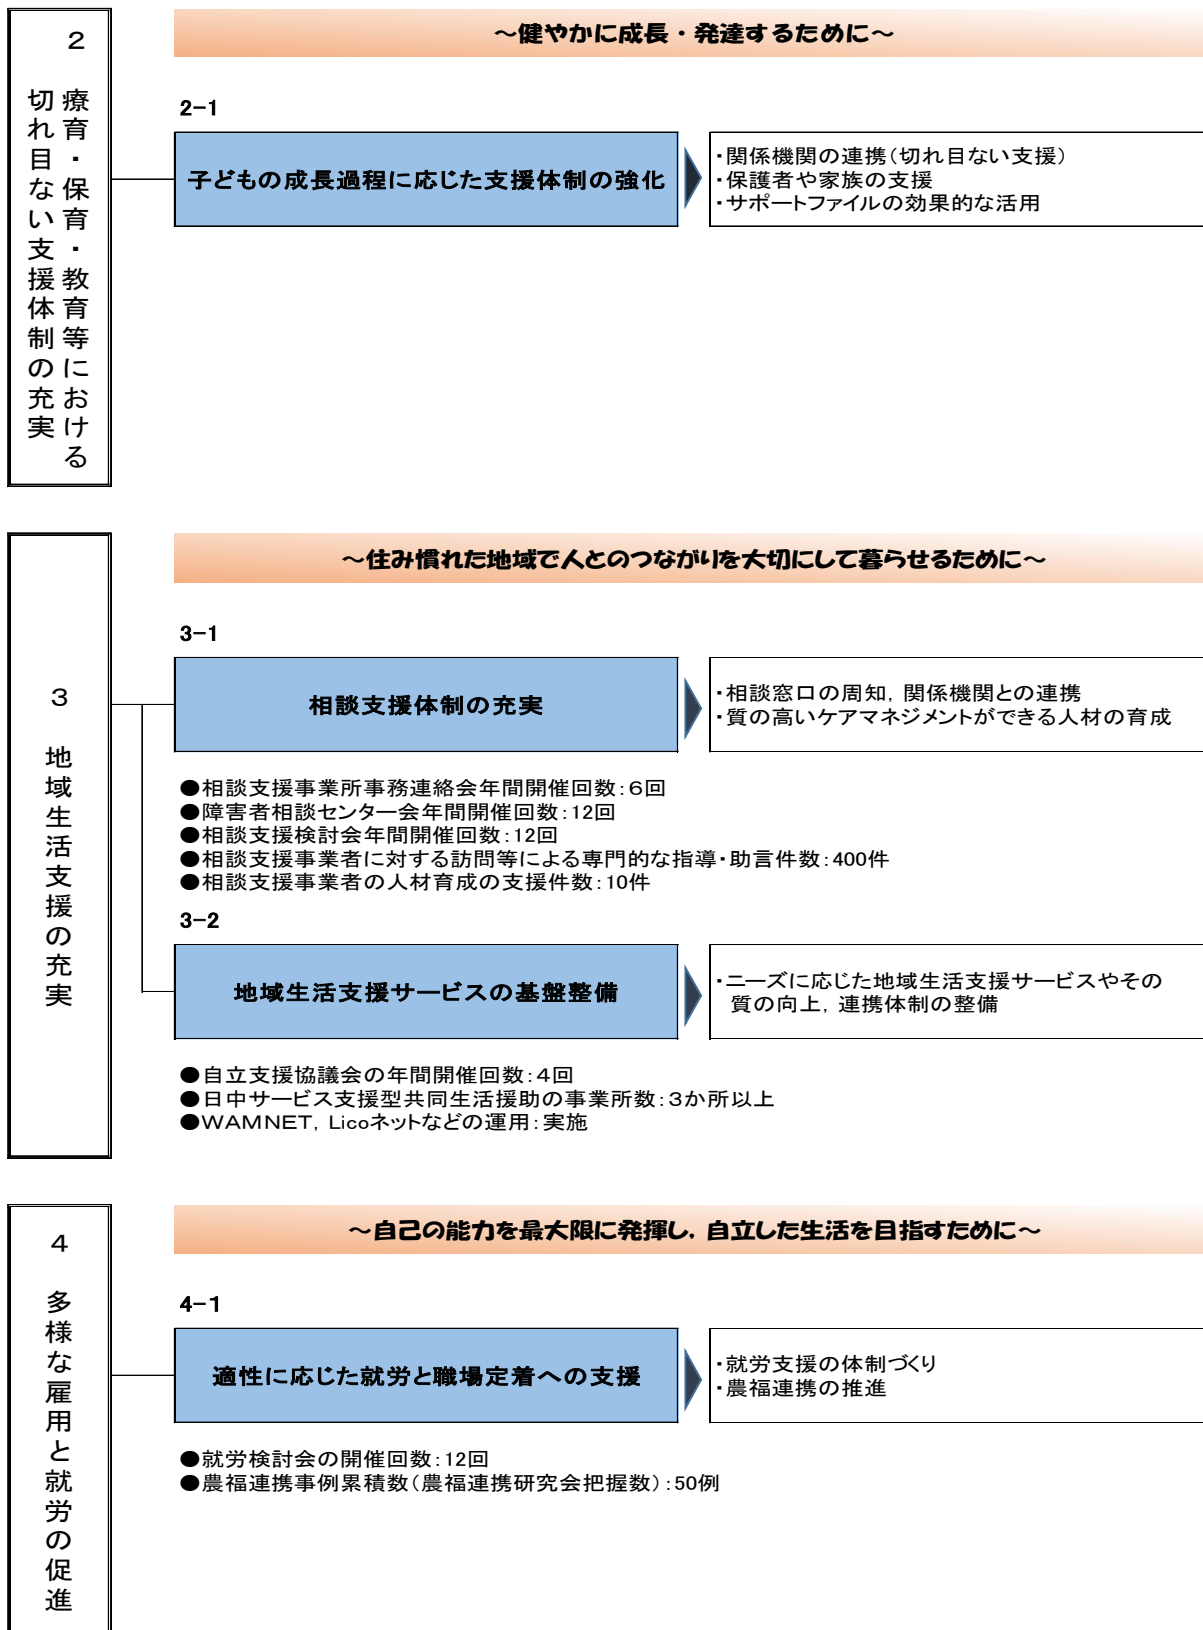 2
療育・保育・教育等における
切れ目ない支援体制の充実
～健やかに成長・発達するために～
2－1
子どもの成長過程に応じた支援体制の強化
・関係機関の連携（切れ目ない支援）
・保護者や家族の支援
・サポートファイルの効果的な活用
3　地域生活支援の充実
～住み慣れた地域で人とのつながりを大切にして暮らせるために～
3－1
相談支援体制の充実
・相談窓口の周知，関係機関との連携
・質の高いケアマネジメントができる人材の育成
●相談支援事業所事務連絡会年間開催回数：6回
●障害者相談センター会年間開催回数：12回
●相談支援検討会年間開催回数：12回
●相談支援事業者に対する訪問等による専門的な指導・助言件数：400件
●相談支援事業者の人材育成の支援件数：10件
3－2
地域生活支援サービスの基盤整備
・ニーズに応じた地域生活支援サービスやその
質の向上，連携体制の整備
●自立支援協議会の年間開催回数：4回
●日中サービス支援型共同生活援助の事業所数：3か所以上
●WAMNET，Licoネットなどの運用：実施
4　多様な雇用と就労の促進
～自己の能力を最大限に発揮し，自立した生活を目指すために～
4－1
適性に応じた就労と職場定着への支援
・就労支援の体制づくり
・農福連携の推進
●就労検討会の開催回数：12回
●農福連携事例累積数（農福連携研究会把握数）：50例